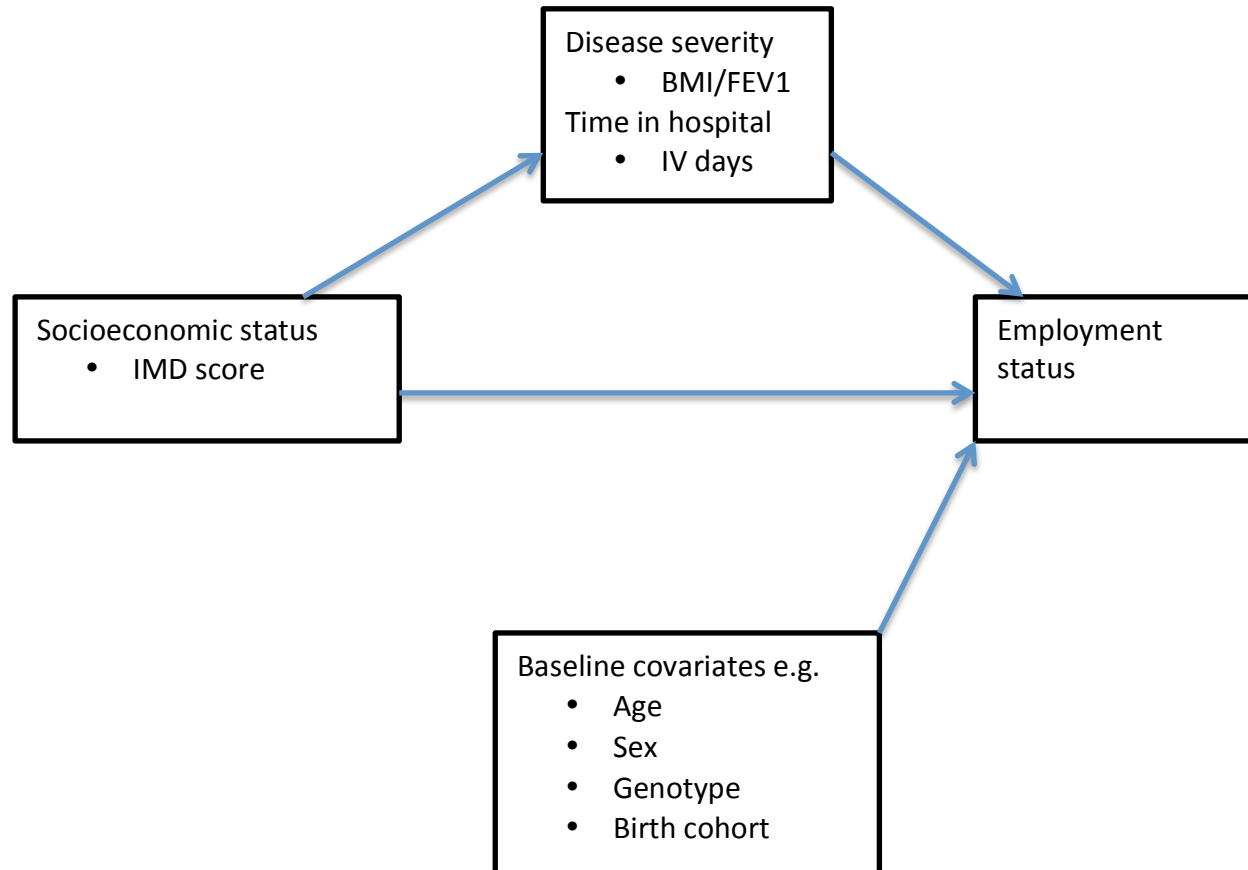 Disease severity
• BMI/FEV1
Time in hospital
• IV days
Socioeconomic status
• IMD score
Employment
status
Baseline covariates e.g.
• Age
• Sex
• Genotype
• Birth cohort